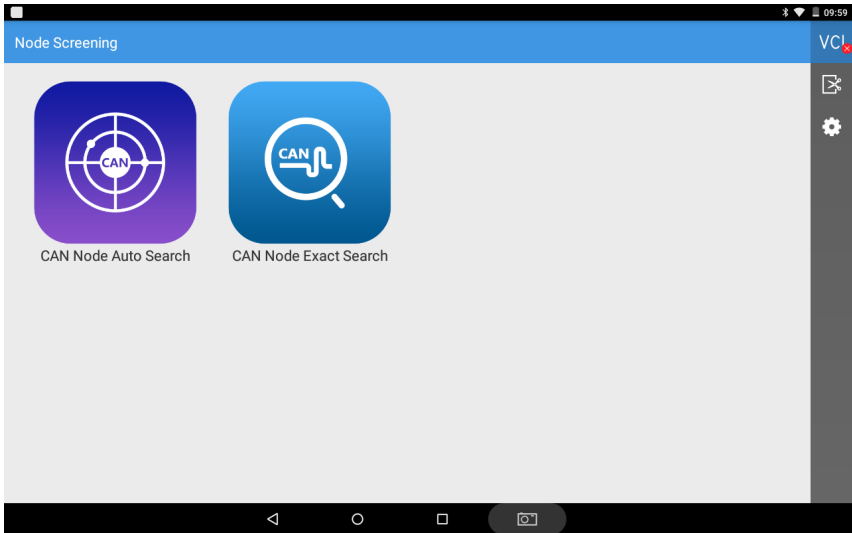 09:59
Node Screening
VCI
CAN
CAN
CAN Node Auto Search
CAN Node Exact Search